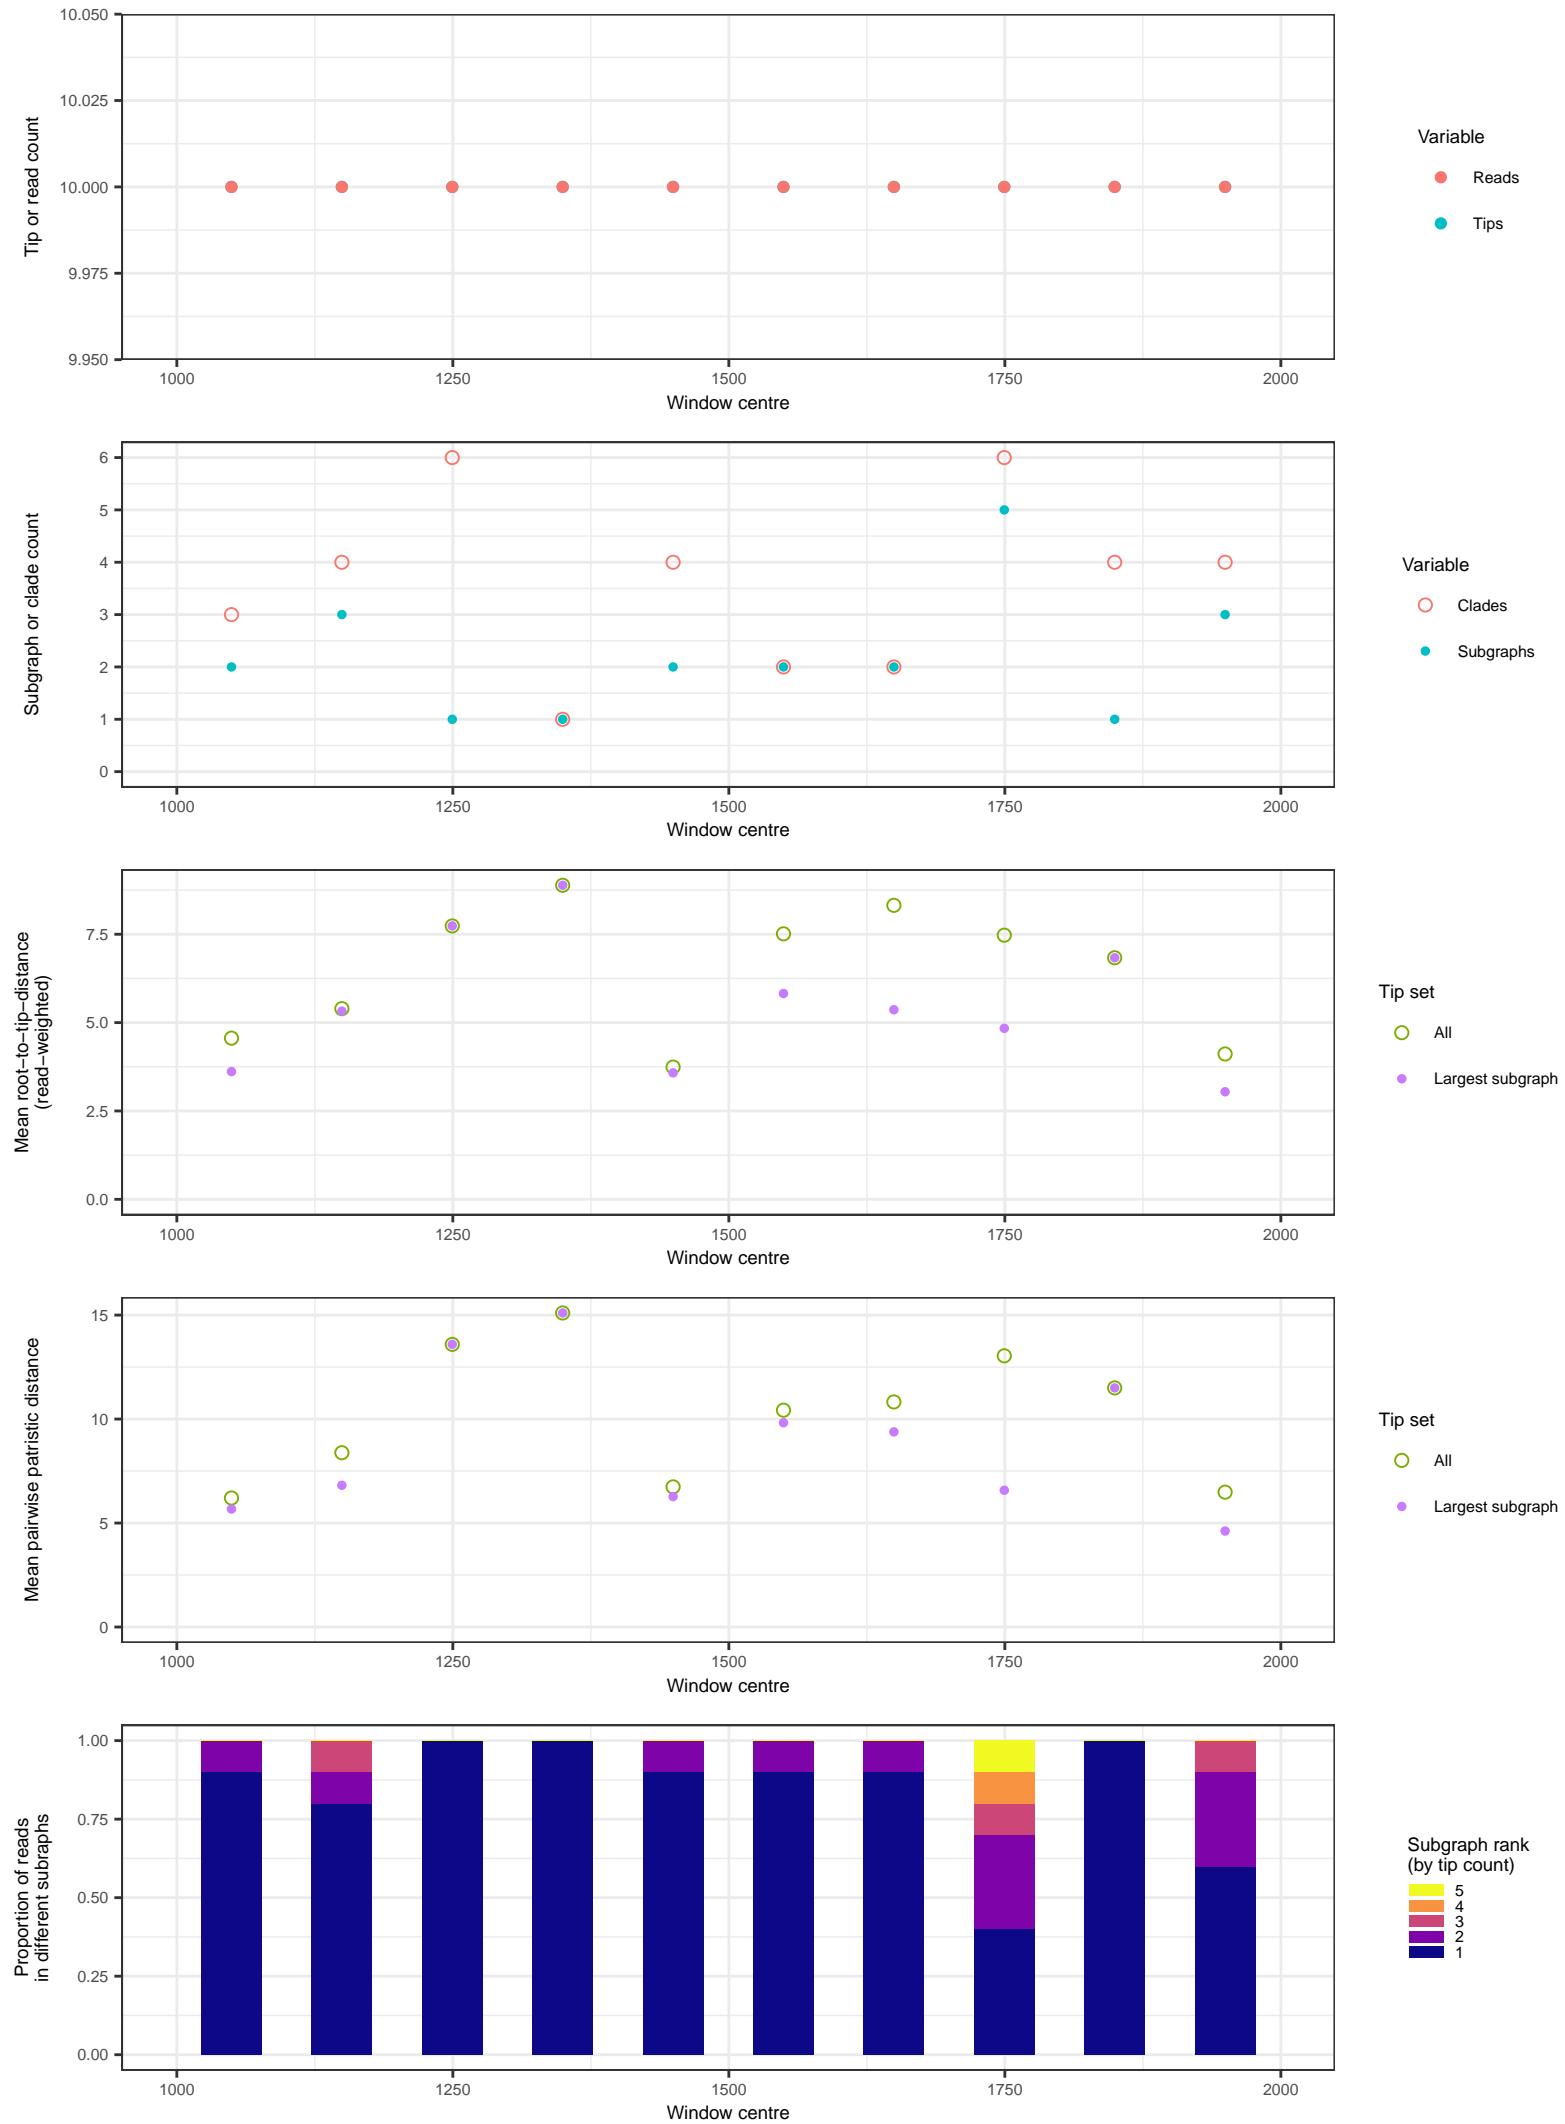 10.050
10.025
10.000
9.975
9.950
Tip or read count
1000 1250 1500 1750 2000
Window centre
Variable
Reads
Tips
6
5
4
3
2
1
0
Subgraph or clade count
1000 1250 1500 1750 2000
Window centre
Variable
Clades
Subgraphs
7.5
5.0
2.5
0.0
Mean root−to−tip−distance
(read−weighted)
1000 1250 1500 1750 2000
Window centre
Tip set
All
Largest subgraph
15
10
5
0
Mean pairwise patristic distance
1000 1250 1500 1750 2000
Window centre
Tip set
All
Largest subgraph
1.00
0.75
0.50
0.25
0.00
Proportion of reads
in different subraphs
1000 1250 1500 1750 2000
Window centre
Subgraph rank
(by tip count)
5
4
3
2
1